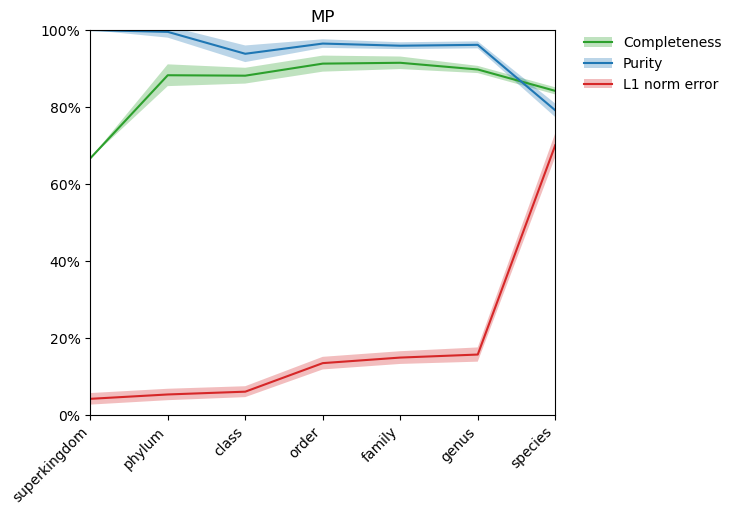 MP
100%
80%
60%
40%
20%
0%
superkingdom
phylum
class
order
family
genus
species
Completeness
Purity
L1 norm error